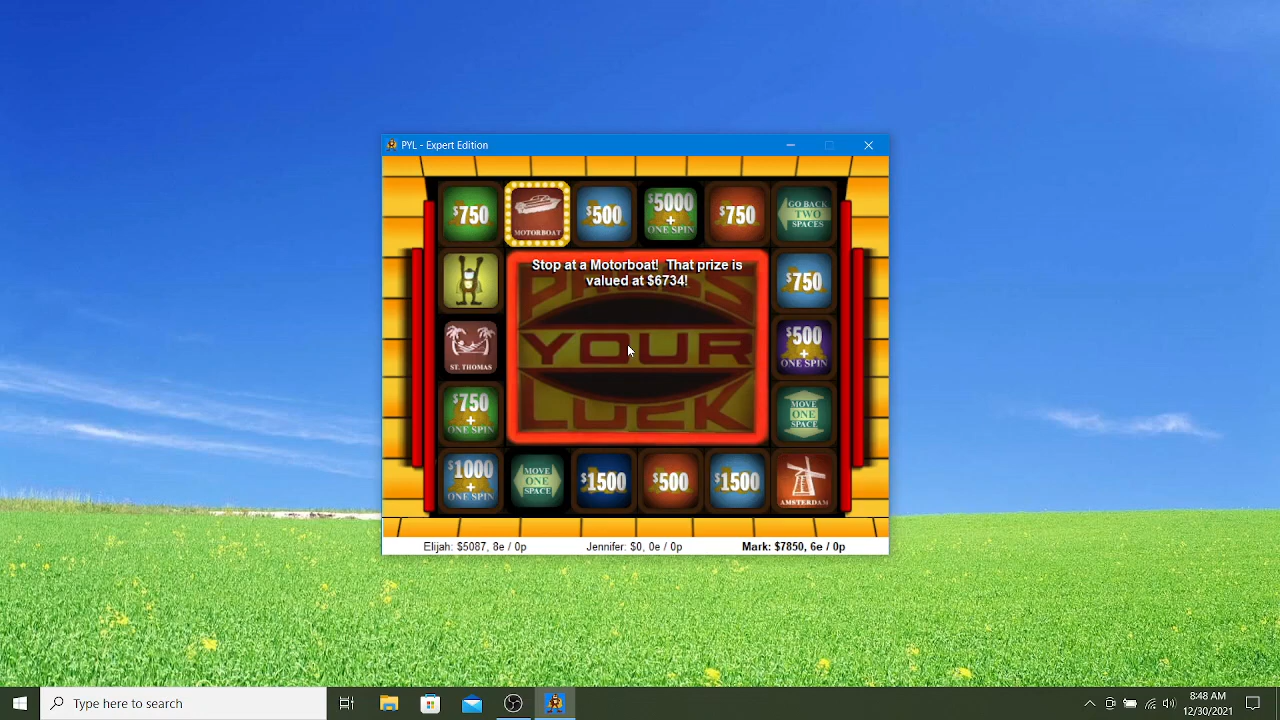 PYL - Expert Edition
$750
MOTORBOAT
$500
$5000
+
ONE SPIN
$750
GO BACK
TWO
SPACES
Stop at a Motorboat! That prize is
valued at $6734!
$750
PRESS
YOUR
LUCK
$500
+
ONE SPIN
ST. THOMAS
$750
+
ONE SPIN
MOVE
ONE
SPACE
$1000
+
ONE SPIN
MOVE
ONE
SPACE
$1500
$500
$1500
AMSTERDAM
Elijah: $5087, 8e / 0p
Jennifer: $0, 0e / 0p
Mark: $7850, 6e / 0p
Type here to search
8:48 AM
12/30/2021